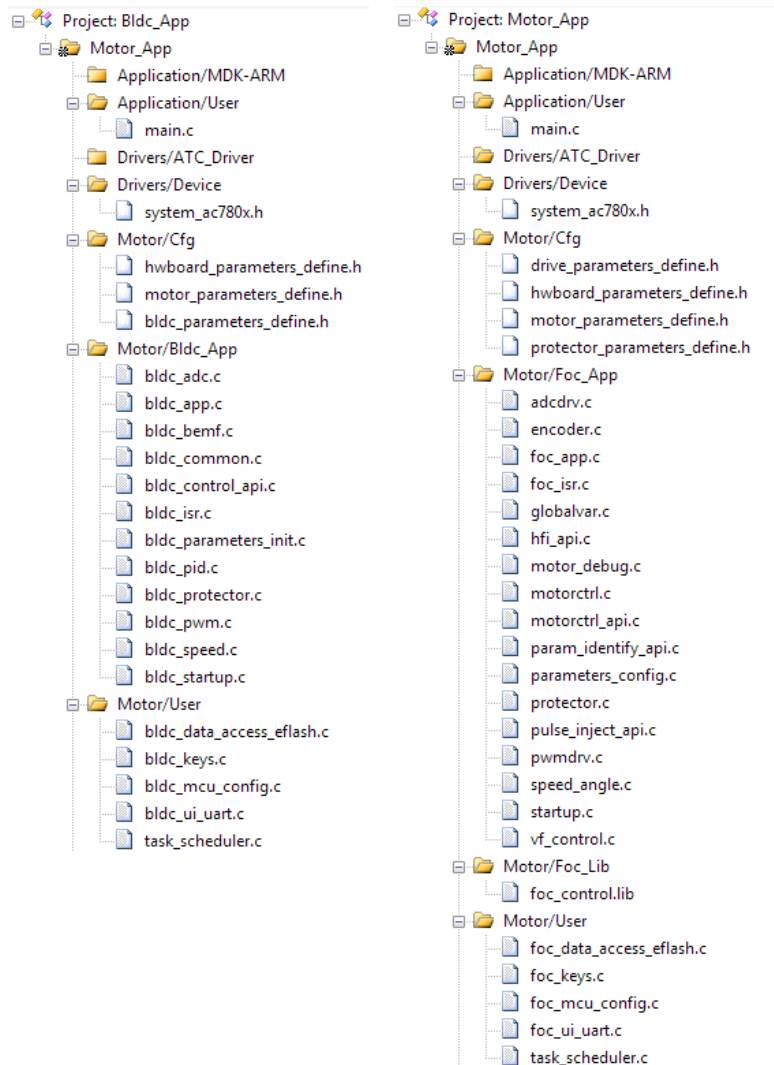 Project: Bldc_App
Motor_App
Application/MDK-ARM
Application/User
main.c
Drivers/ATC_Driver
Drivers/Device
system_ac780x.h
Motor/Cfg
hwboard_parameters_define.h
motor_parameters_define.h
bldc_parameters_define.h
Motor/Bldc_App
bldc_adc.c
bldc_app.c
bldc_bemf.c
bldc_common.c
bldc_control_api.c
bldc_isr.c
bldc_parameters_init.c
bldc_pid.c
bldc_protector.c
bldc_pwm.c
bldc_speed.c
bldc_startup.c
Motor/User
bldc_data_access_eflash.c
bldc_keys.c
bldc_mcu_config.c
bldc_ui_uart.c
task_scheduler.c
Project: Motor_App
Motor_App
Application/MDK-ARM
Application/User
main.c
Drivers/ATC_Driver
Drivers/Device
system_ac780x.h
Motor/Cfg
drive_parameters_define.h
hwboard_parameters_define.h
motor_parameters_define.h
protector_parameters_define.h
Motor/Foc_App
adcdrv.c
encoder.c
foc_app.c
foc_isr.c
globalvar.c
hfi_api.c
motor_debug.c
motorctrl.c
motorctrl_api.c
param_identify_api.c
parameters_config.c
protector.c
pulse_inject_api.c
pwmdrv.c
speed_angle.c
startup.c
vf_control.c
Motor/Foc_Lib
foc_control.lib
Motor/User
foc_data_access_eflash.c
foc_keys.c
foc_mcu_config.c
foc_ui_uart.c
task_scheduler.c